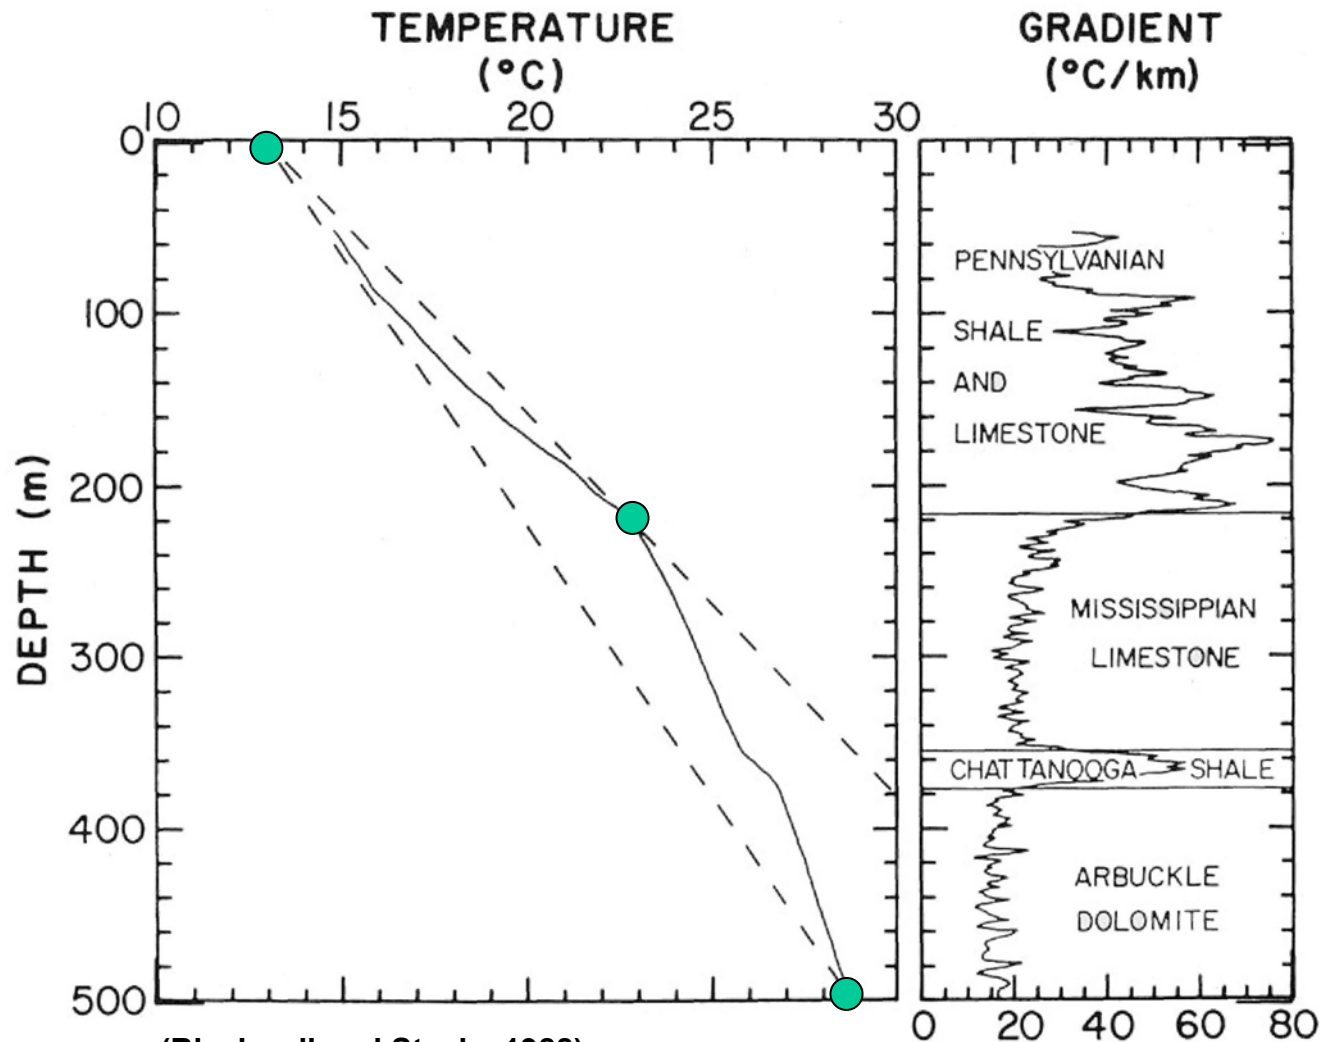 TEMPERATURE
(°C)
GRADIENT
(°C/km)
10 15 20 25 30
0
100
200
300
400
500
DEPTH (m)
PENNSYLVANIAN
SHALE
AND
LIMESTONE
MISSISSIPPIAN
LIMESTONE
CHATTANOOGA SHALE
ARBUCKLE
DOLOMITE
0 20 40 60 80